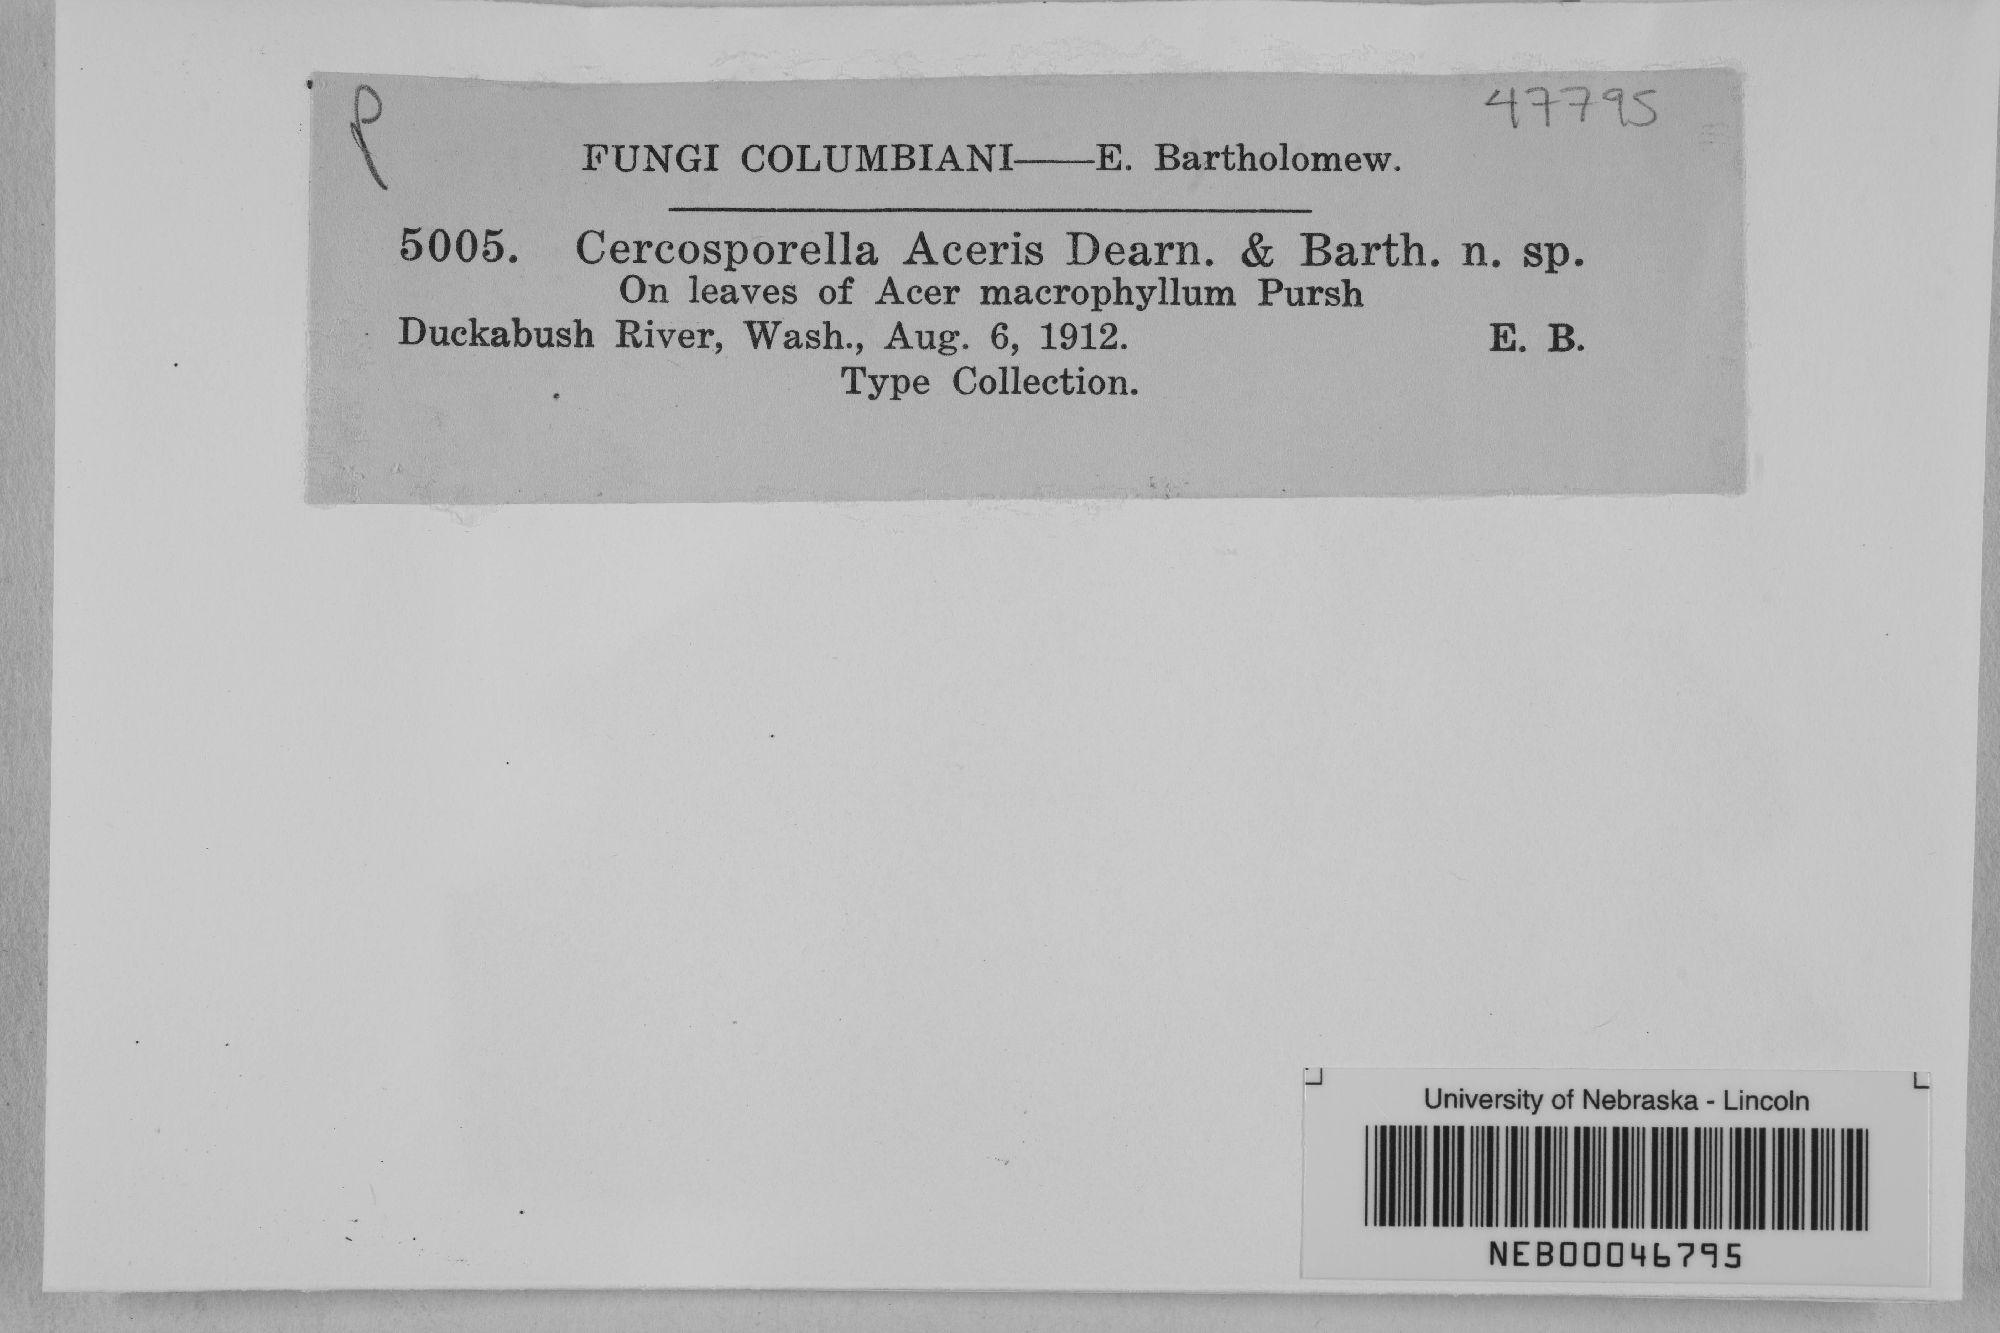 P
47795
FUNGI COLUMBIANI——E. Bartholomew.
5005. Cercosporella Aceris Dearn. & Barth. n. sp.
On leaves of Acer macrophyllum Pursh
Duckabush River, Wash., Aug. 6, 1912. E. B.
Type Collection.
University of Nebraska - Lincoln
NEB00046795